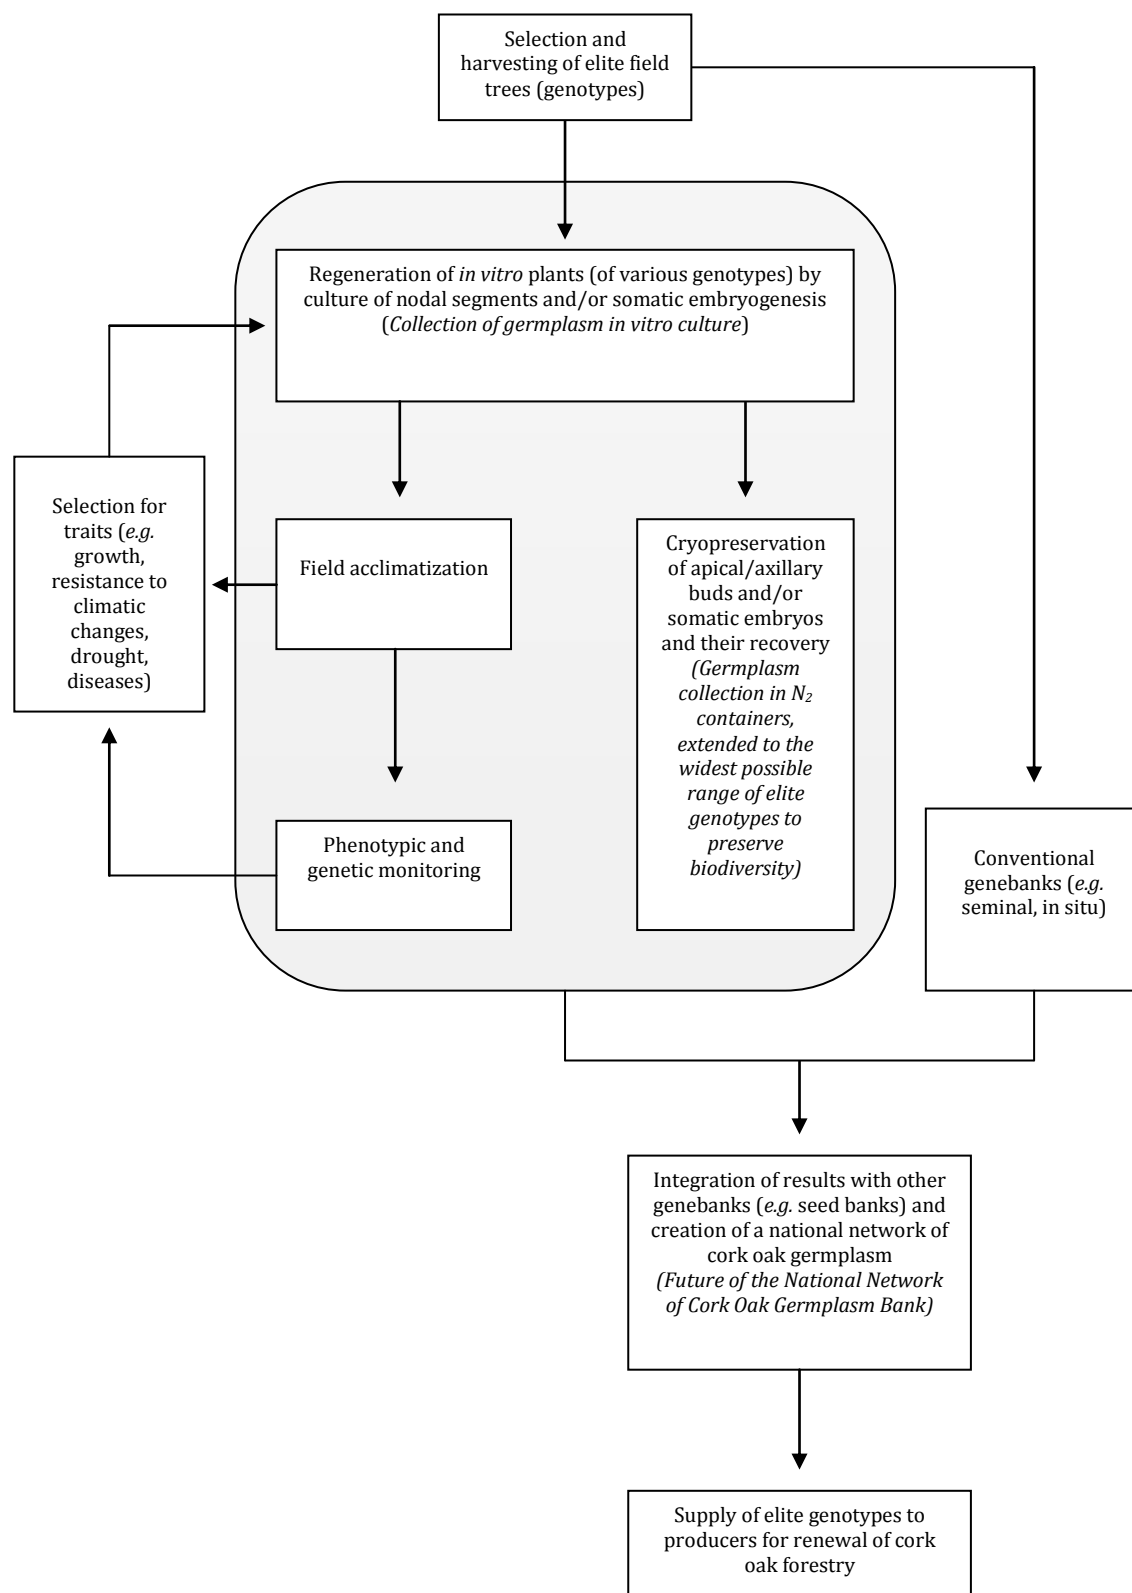 Selection and
harvesting of elite field
trees (genotypes)
Regeneration of in vitro plants (of various genotypes) by
culture of nodal segments and/or somatic embryogenesis
(Collection of germplasm in vitro culture)
Selection for
traits (e.g.
growth,
resistance to
climatic
changes,
drought,
diseases)
Field acclimatization
Cryopreservation
of apical/axillary
buds and/or
somatic embryos
and their recovery
(Germplasm
collection in N₂
containers,
extended to the
widest possible
range of elite
genotypes to
preserve
biodiversity)
Phenotypic and
genetic monitoring
Conventional
genebanks (e.g.
seminal, in situ)
Integration of results with other
genebanks (e.g. seed banks) and
creation of a national network of
cork oak germplasm
(Future of the National Network
of Cork Oak Germplasm Bank)
Supply of elite genotypes to
producers for renewal of cork
oak forestry